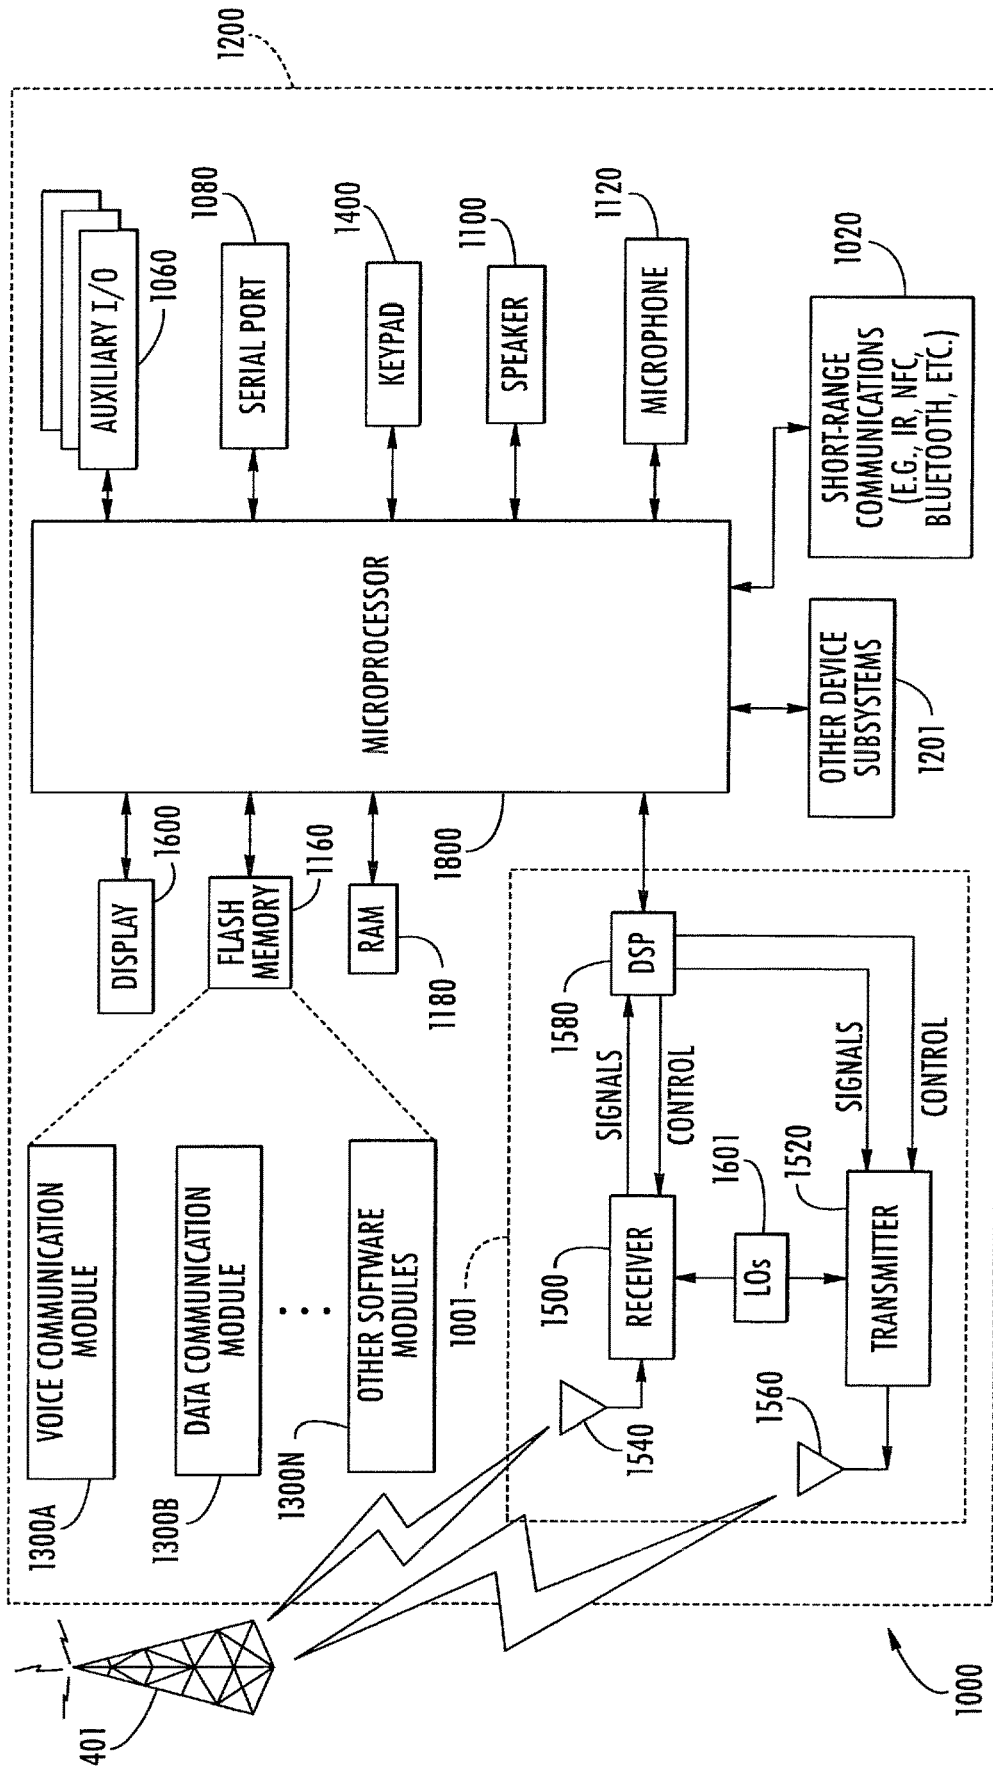 1200
401
1300A
VOICE COMMUNICATION
MODULE
1300B
DATA COMMUNICATION
MODULE
1300N
OTHER SOFTWARE
MODULES
DISPLAY
1600
FLASH
MEMORY
1160
RAM
1180
1800
MICROPROCESSOR
AUXILIARY I/O
1060
SERIAL PORT
1080
KEYPAD
1400
SPEAKER
1100
MICROPHONE
1120
1001
1540
1500
RECEIVER
SIGNALS
CONTROL
1580
DSP
1601
LOs
1560
1520
TRANSMITTER
SIGNALS
CONTROL
OTHER DEVICE
SUBSYSTEMS
1201
SHORT-RANGE
COMMUNICATIONS
(E.G., IR, NFC,
BLUETOOTH, ETC.)
1020
1000